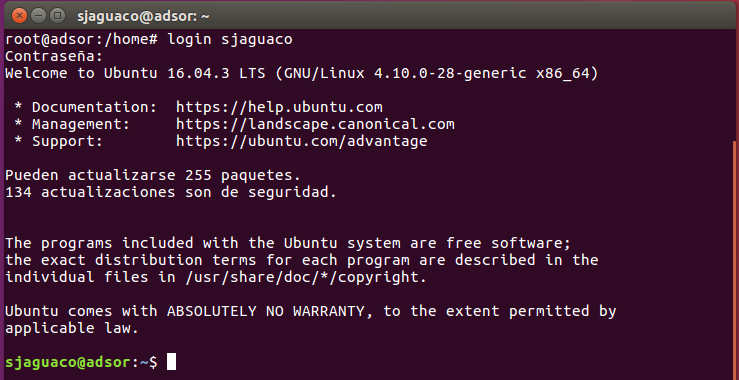 sjaguaco@adsor: ~
root@adsor:/home# login sjaguaco
Contraseña:
Welcome to Ubuntu 16.04.3 LTS (GNU/Linux 4.10.0-28-generic x86_64)
* Documentation:  https://help.ubuntu.com
* Management:     https://landscape.canonical.com
* Support:        https://ubuntu.com/advantage
Pueden actualizarse 255 paquetes.
134 actualizaciones son de seguridad.
The programs included with the Ubuntu system are free software;
the exact distribution terms for each program are described in the
individual files in /usr/share/doc/*/copyright.
Ubuntu comes with ABSOLUTELY NO WARRANTY, to the extent permitted by
applicable law.
sjaguaco@adsor:~$